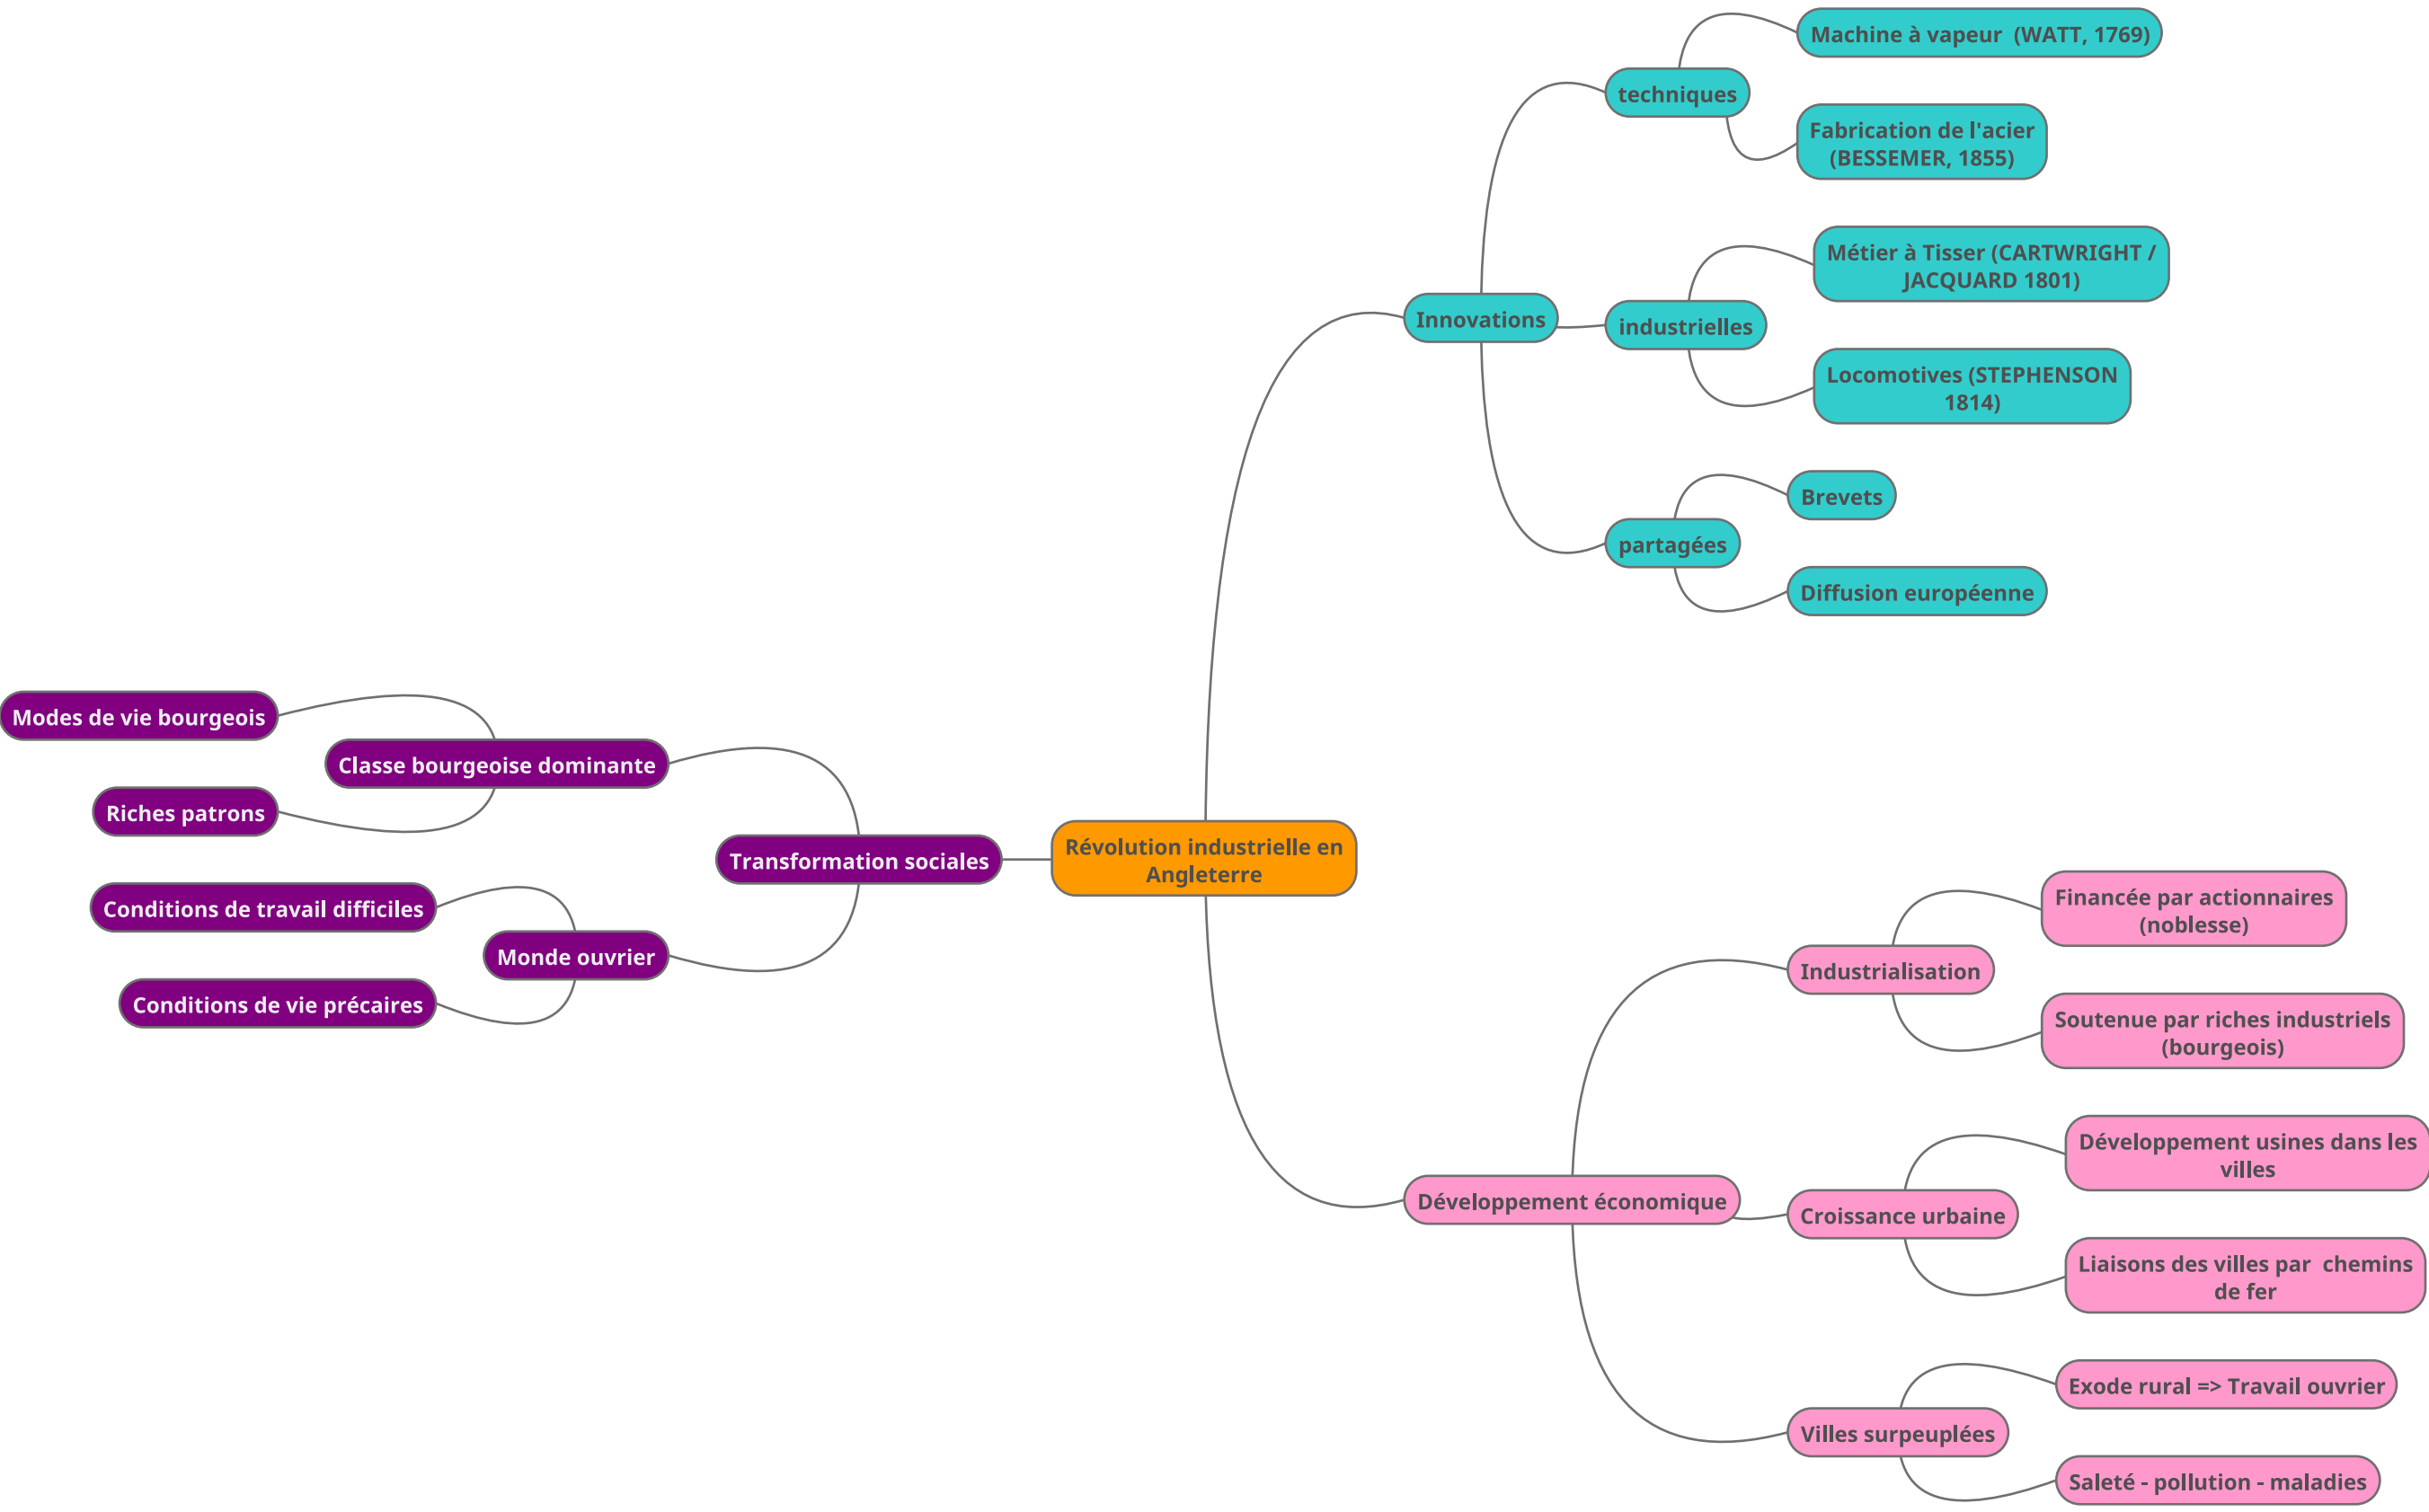 Révolution industrielle en
Angleterre
Innovations
techniques
Machine à vapeur  (WATT, 1769)
Fabrication de l'acier
(BESSEMER, 1855)
industrielles
Métier à Tisser (CARTWRIGHT /
JACQUARD 1801)
Locomotives (STEPHENSON
1814)
partagées
Brevets
Diffusion européenne
Développement économique
Industrialisation
Financée par actionnaires
(noblesse)
Soutenue par riches industriels
(bourgeois)
Croissance urbaine
Développement usines dans les
villes
Liaisons des villes par  chemins
de fer
Villes surpeuplées
Exode rural => Travail ouvrier
Saleté - pollution - maladies
Transformation sociales
Classe bourgeoise dominante
Modes de vie bourgeois
Riches patrons
Monde ouvrier
Conditions de travail difficiles
Conditions de vie précaires